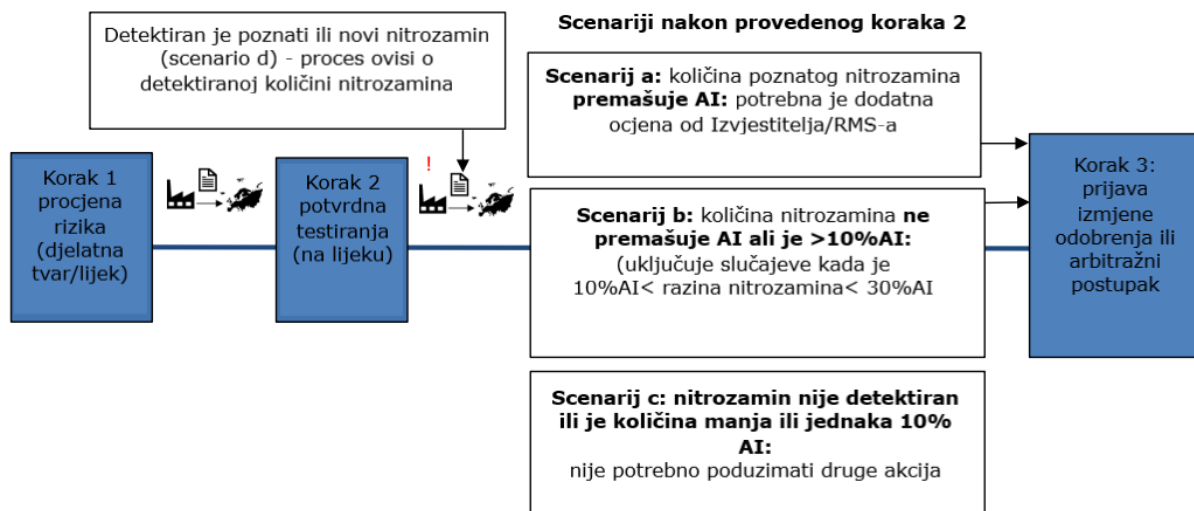 Scenariji nakon provedenog koraka 2
Detektiran je poznati ili novi nitrozamin
(scenario d) - proces ovisi o
detektiranoj količini nitrozamina
Scenarij a: količina poznatog nitrozamina
premašuje AI: potrebna je dodatna
ocjena od Izvjestitelja/RMS-a
Korak 1
procjena
rizika
(djelatna
tvar/lijek)
Korak 2
potvrdna
testiranja
(na lijeku)
!
Scenarij b: količina nitrozamina ne
premašuje AI ali je >10%AI:
(uključuje slučajeve kada je
10%AI< razina nitrozamina< 30%AI
Korak 3:
prijava
izmjene
odobrenja ili
arbitražni
postupak
Scenarij c: nitrozamin nije detektiran
ili je količina manja ili jednaka 10%
AI:
nije potrebno poduzimati druge akcija